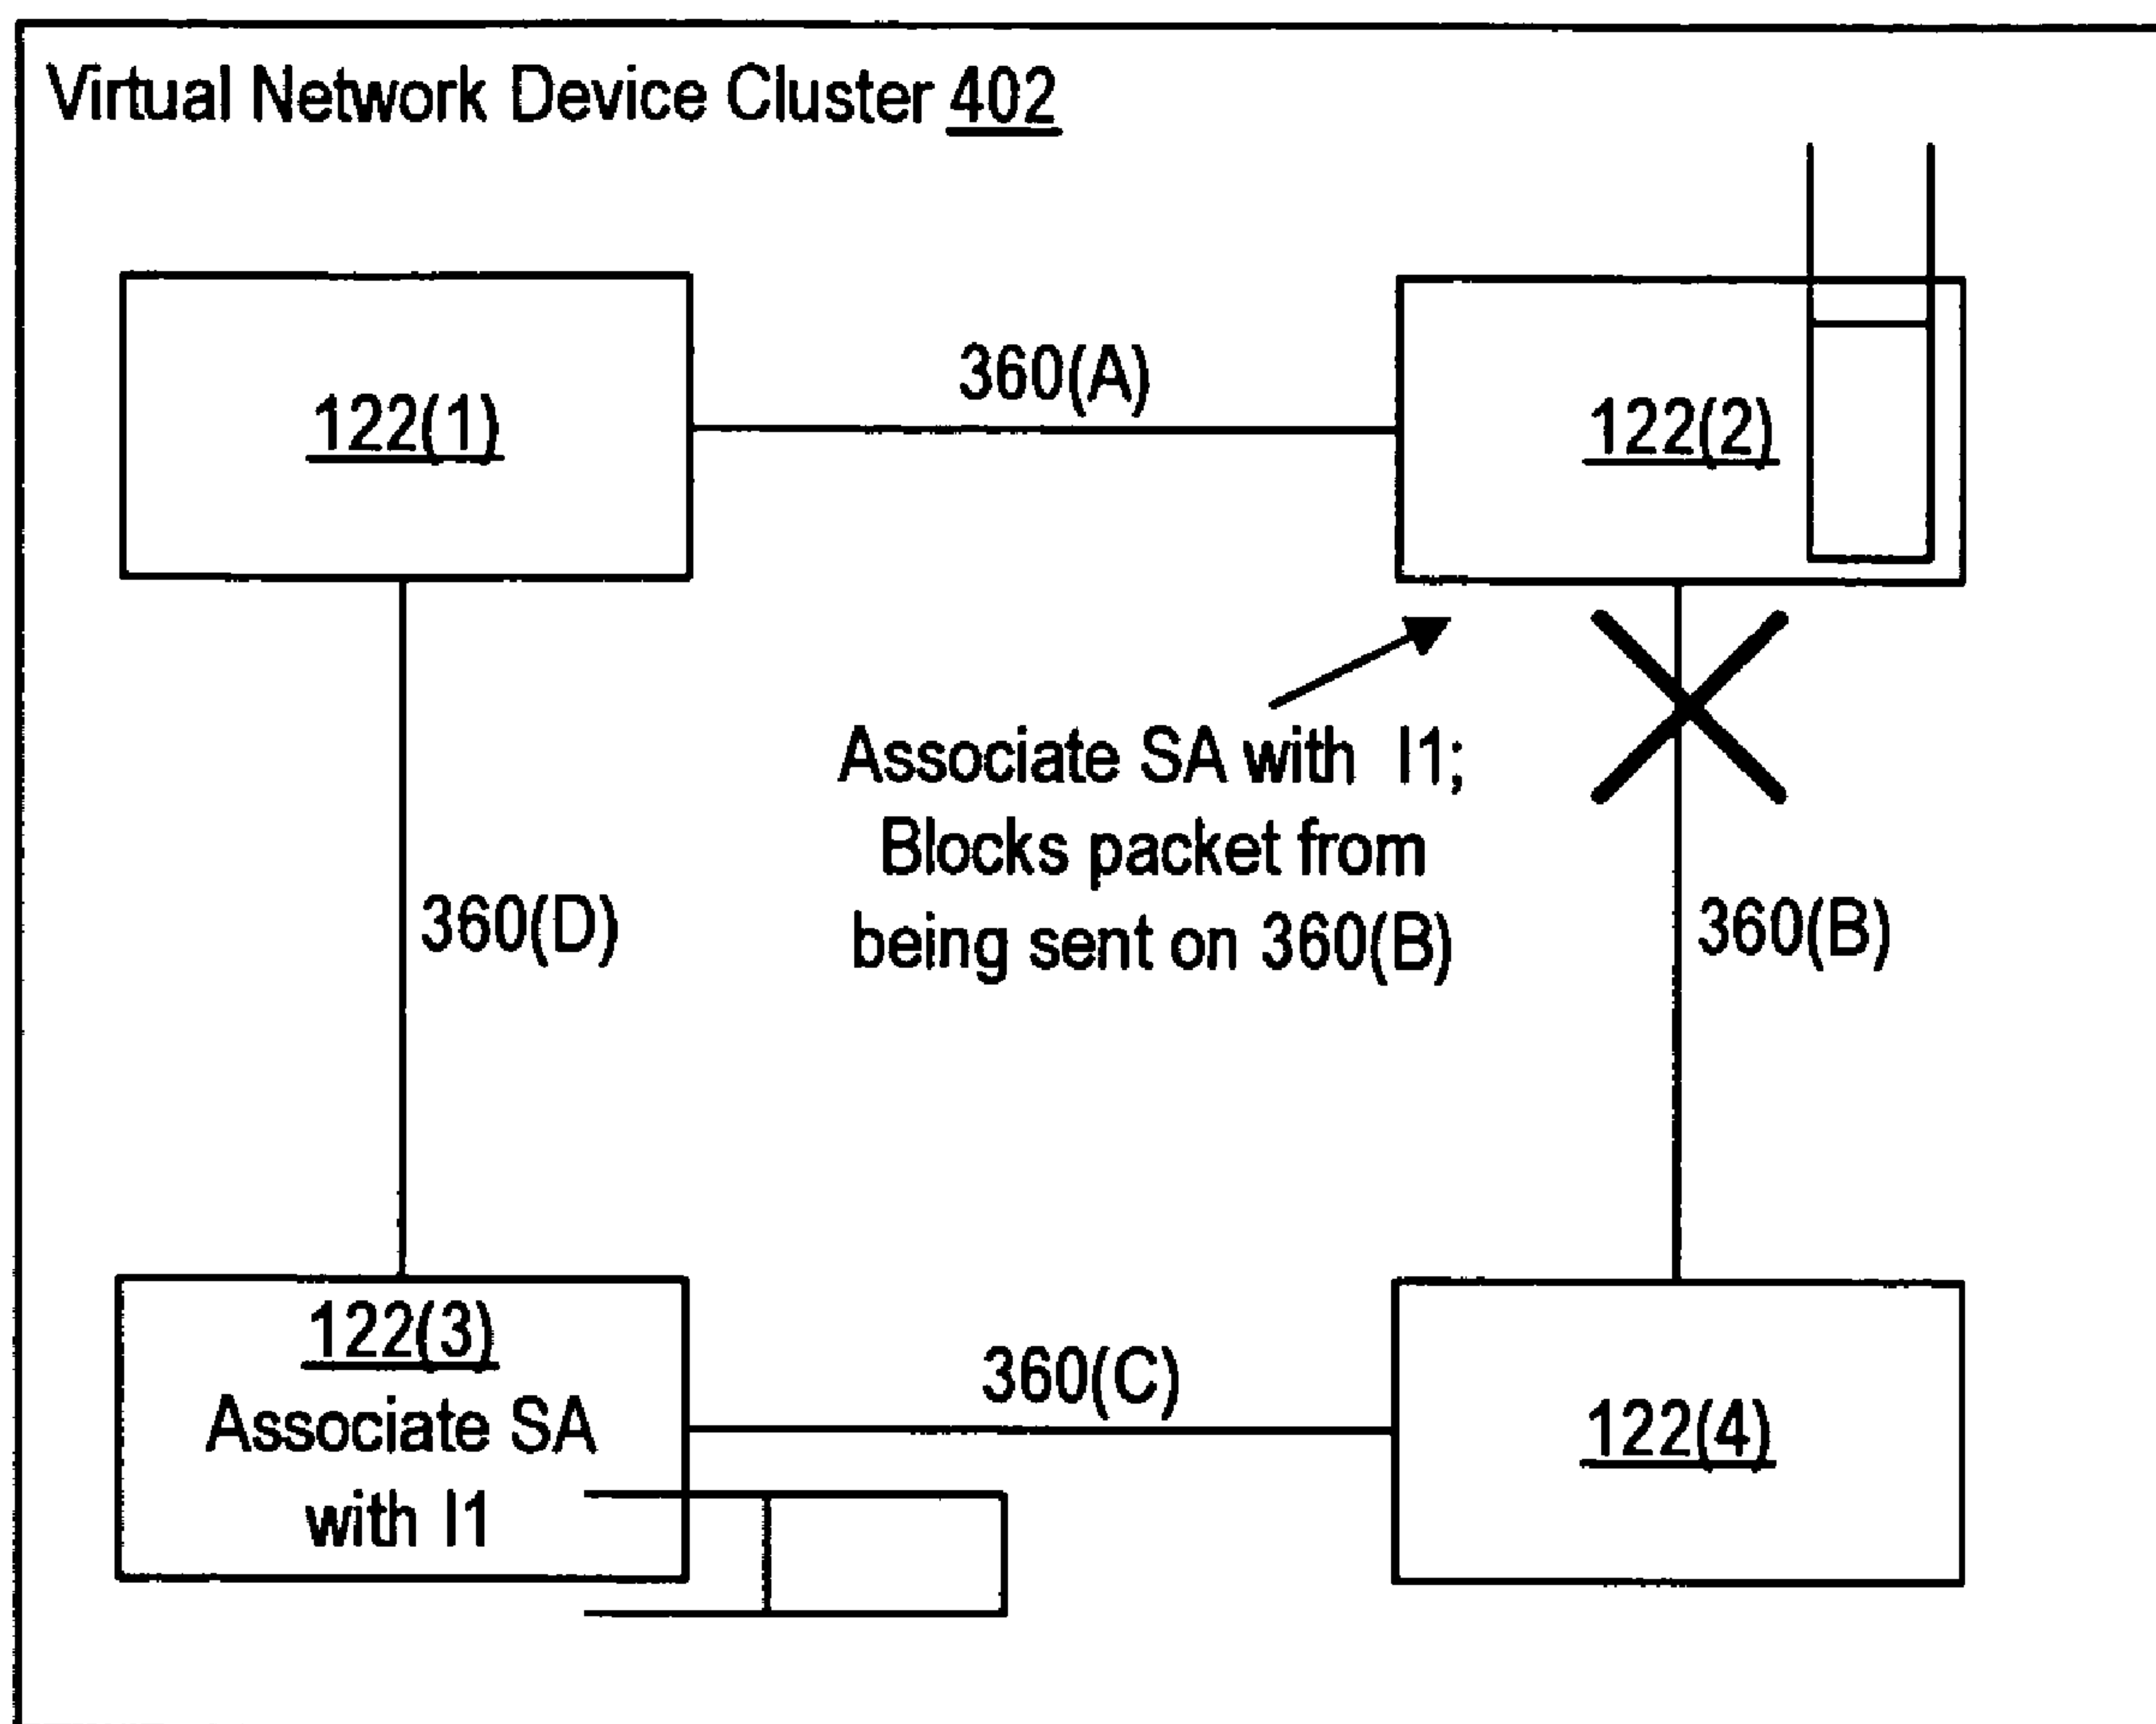 Virtual Network Device Cluster 402
360(A)
122(1)
122(2)
Associate SA with I1;
Blocks packet from
being sent on 360(B)
360(D)
360(B)
122(3)
Associate SA
with I1
360(C)
122(4)